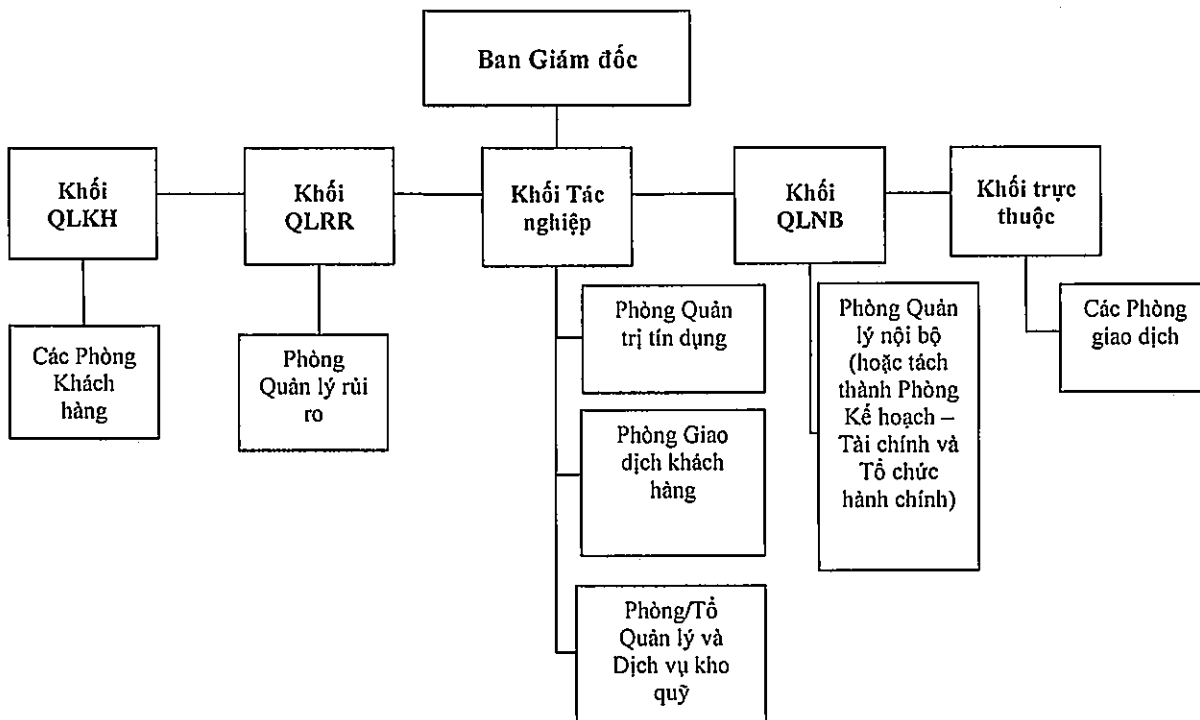 Ban Giám đốc
Khối
QLKH
Khối
QLRR
Khối Tác
nghiệp
Khối
QLNB
Khối trực
thuộc
Các Phòng
Khách
hàng
Phòng
Quản lý rủi
ro
Phòng Quản
trị tín dụng
Phòng Giao
dịch khách
hàng
Phòng/Tổ
Quản lý và
Dịch vụ kho
quỹ
Phòng Quản
lý nội bộ
(hoặc tách
thành Phòng
Kế hoạch –
Tài chính và
Tổ chức
hành chính)
Các Phòng
giao dịch